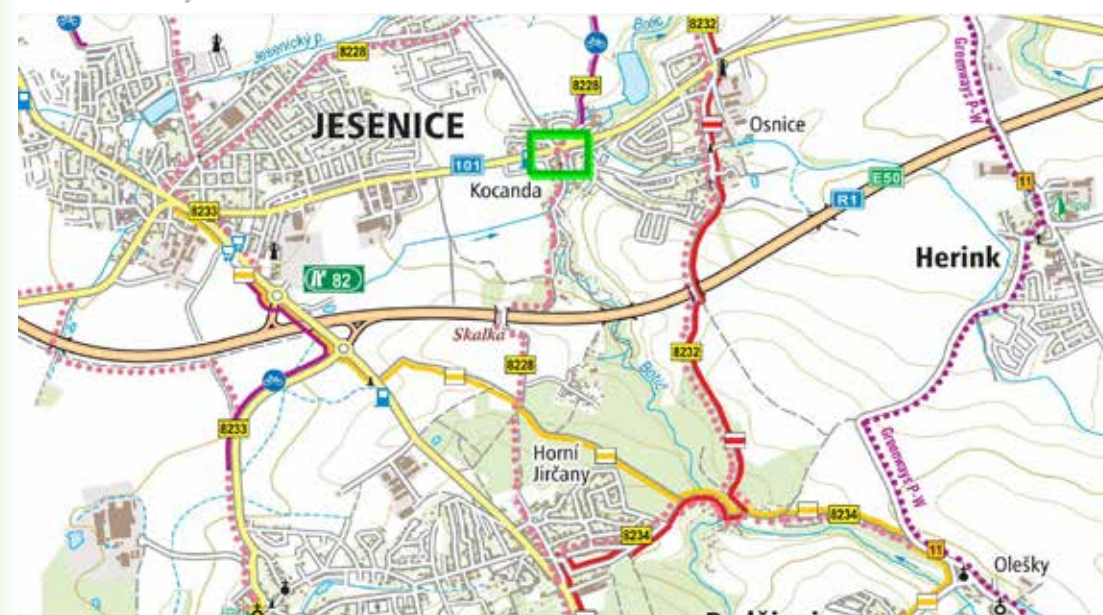 8232
Botič
Jesenický p.
8228
8228
Greenways P-W
JESENICE
Osnice
101
E50
Kocanda
11
R1
8233
Herink
82
Skalka
8228
8232
Botič
8233
Greenways P-W
Horní
Jirčany
8234
8234
11
Olešky